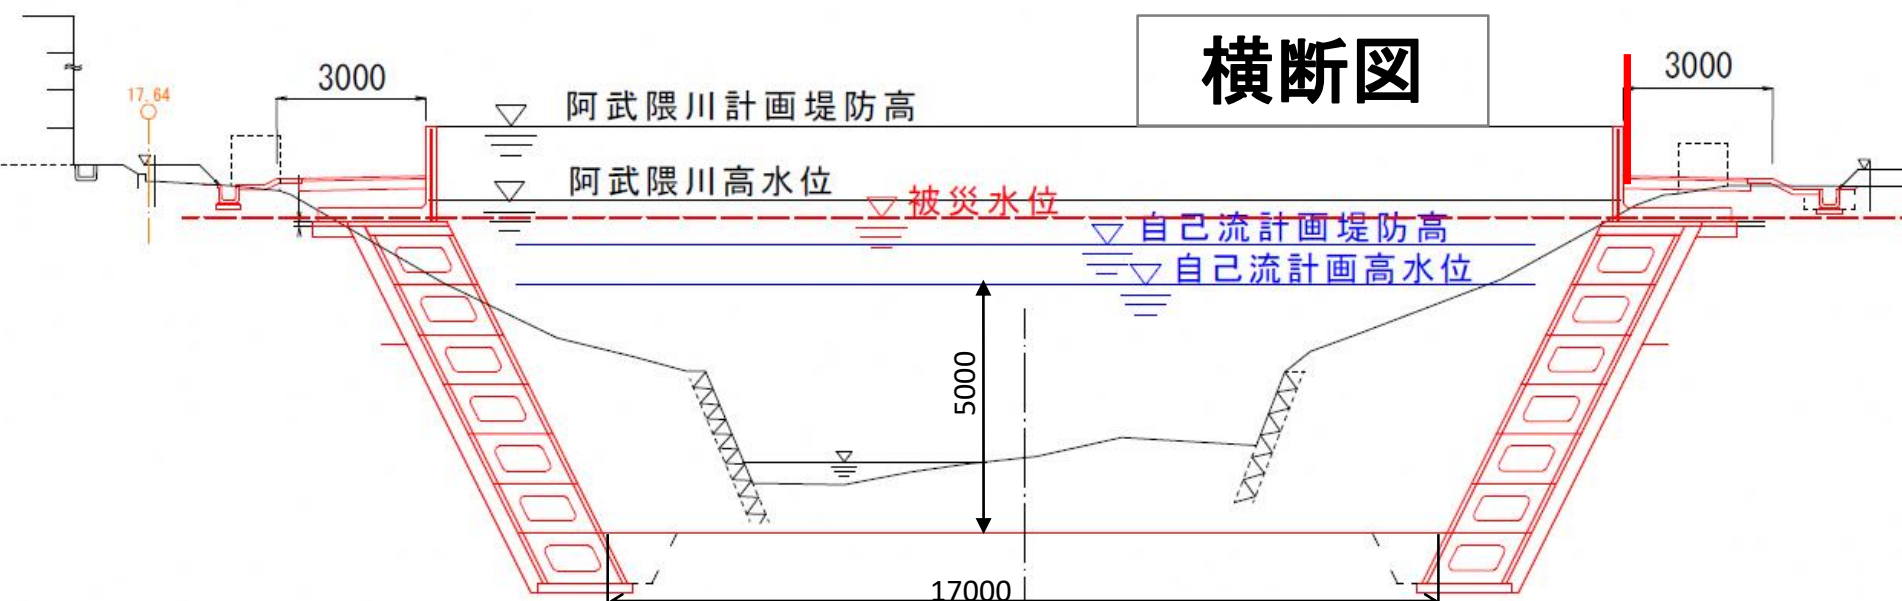 横断図
3000
3000
17.64
阿武隈川計画堤防高
阿武隈川高水位
被災水位
自己流計画堤防高
自己流計画高水位
5000
17000